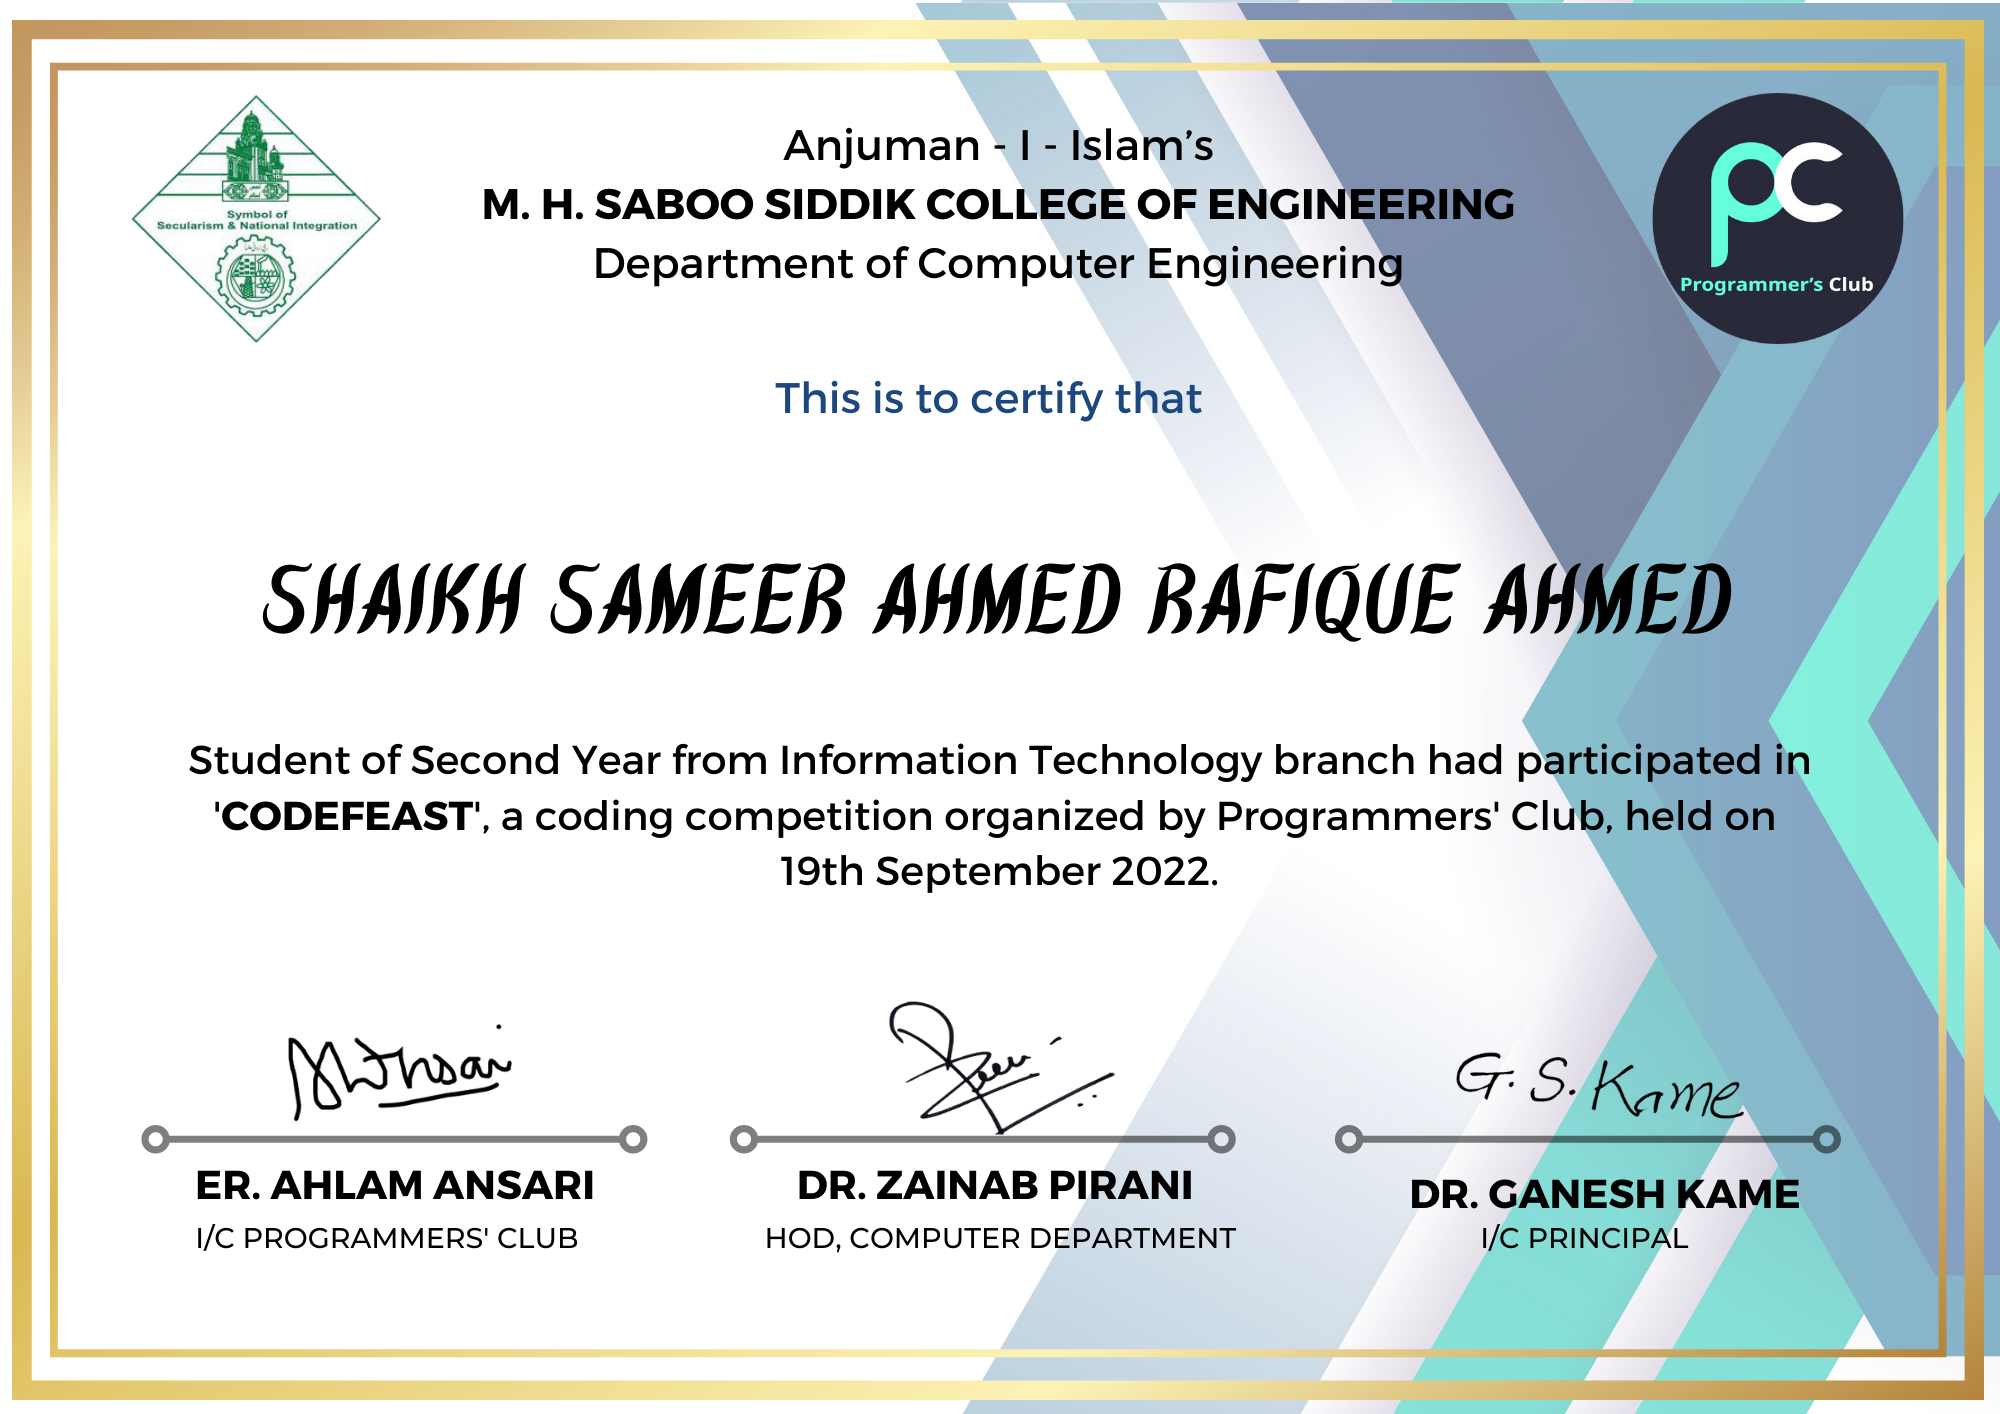 Anjuman - I - Islam’s
M. H. SABOO SIDDIK COLLEGE OF ENGINEERING
Department of Computer Engineering
Symbol of
Secularism & National Integration
PC
Programmer’s Club
This is to certify that
SHAIKH SAMEER AHMED RAFIQUE AHMED
Student of Second Year from Information Technology branch had participated in
'CODEFEAST', a coding competition organized by Programmers' Club, held on
19th September 2022.
G. S. Kame
ER. AHLAM ANSARI
I/C PROGRAMMERS' CLUB
DR. ZAINAB PIRANI
HOD, COMPUTER DEPARTMENT
DR. GANESH KAME
I/C PRINCIPAL